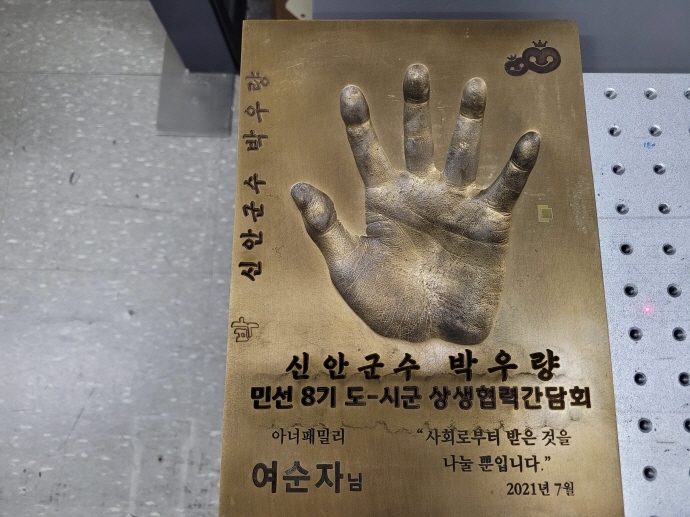 신안군수 박우량
신안군수 박우량
민선 8기 도-시군 상생협력간담회
아너패밀리
여순자님
“사회로부터 받은 것을
나눌 뿐입니다.”
2021년 7월